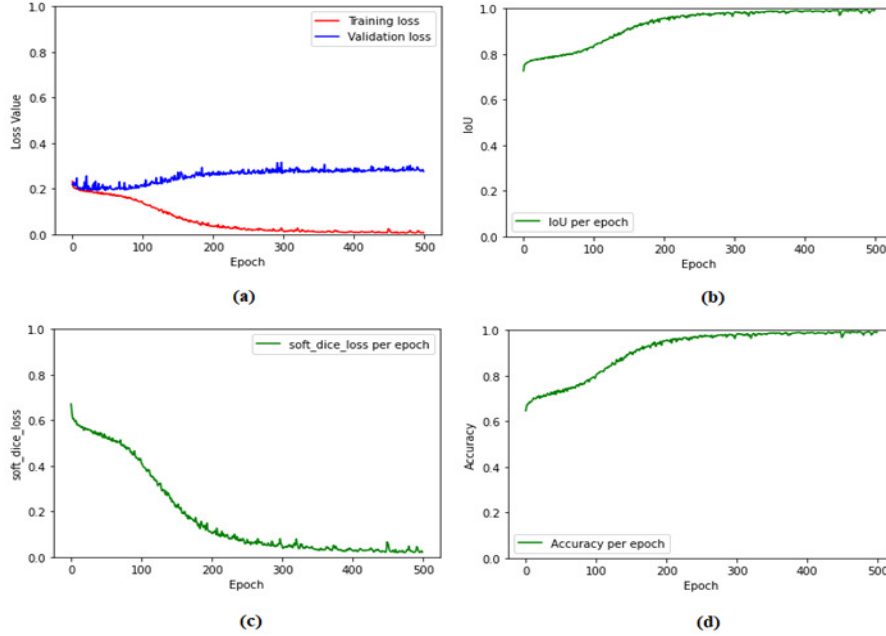 1.0
0.8
0.6
0.4
0.2
0.0
Loss Value
Training loss
Validation loss
0 100 200 300 400 500
Epoch
(a)
1.0
0.8
0.6
0.4
0.2
0.0
IoU
IoU per epoch
0 100 200 300 400 500
Epoch
(b)
1.0
0.8
0.6
0.4
0.2
0.0
soft_dice_loss
soft_dice_loss per epoch
0 100 200 300 400 500
Epoch
(c)
1.0
0.8
0.6
0.4
0.2
0.0
Accuracy
Accuracy per epoch
0 100 200 300 400 500
Epoch
(d)